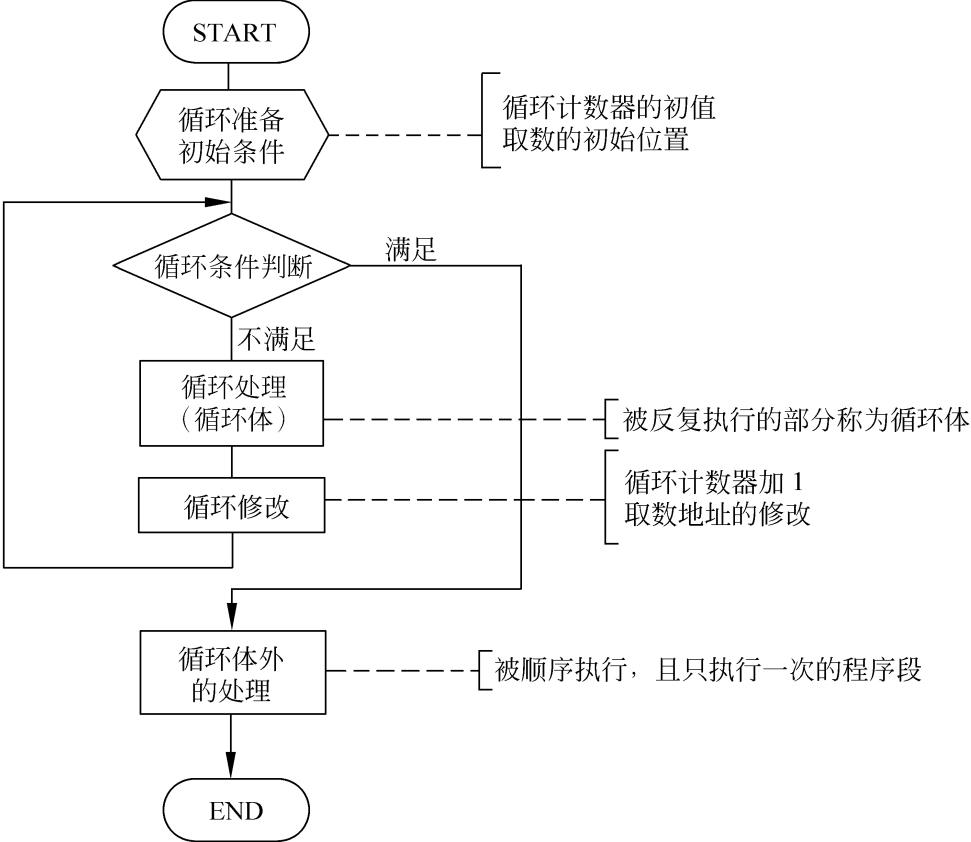 START
循环准备
初始条件
循环计数器的初值
取数的初始位置
循环条件判断
满足
不满足
循环处理
（循环体）
被反复执行的部分称为循环体
循环修改
循环计数器加 1
取数地址的修改
循环体外
的处理
被顺序执行，且只执行一次的程序段
END